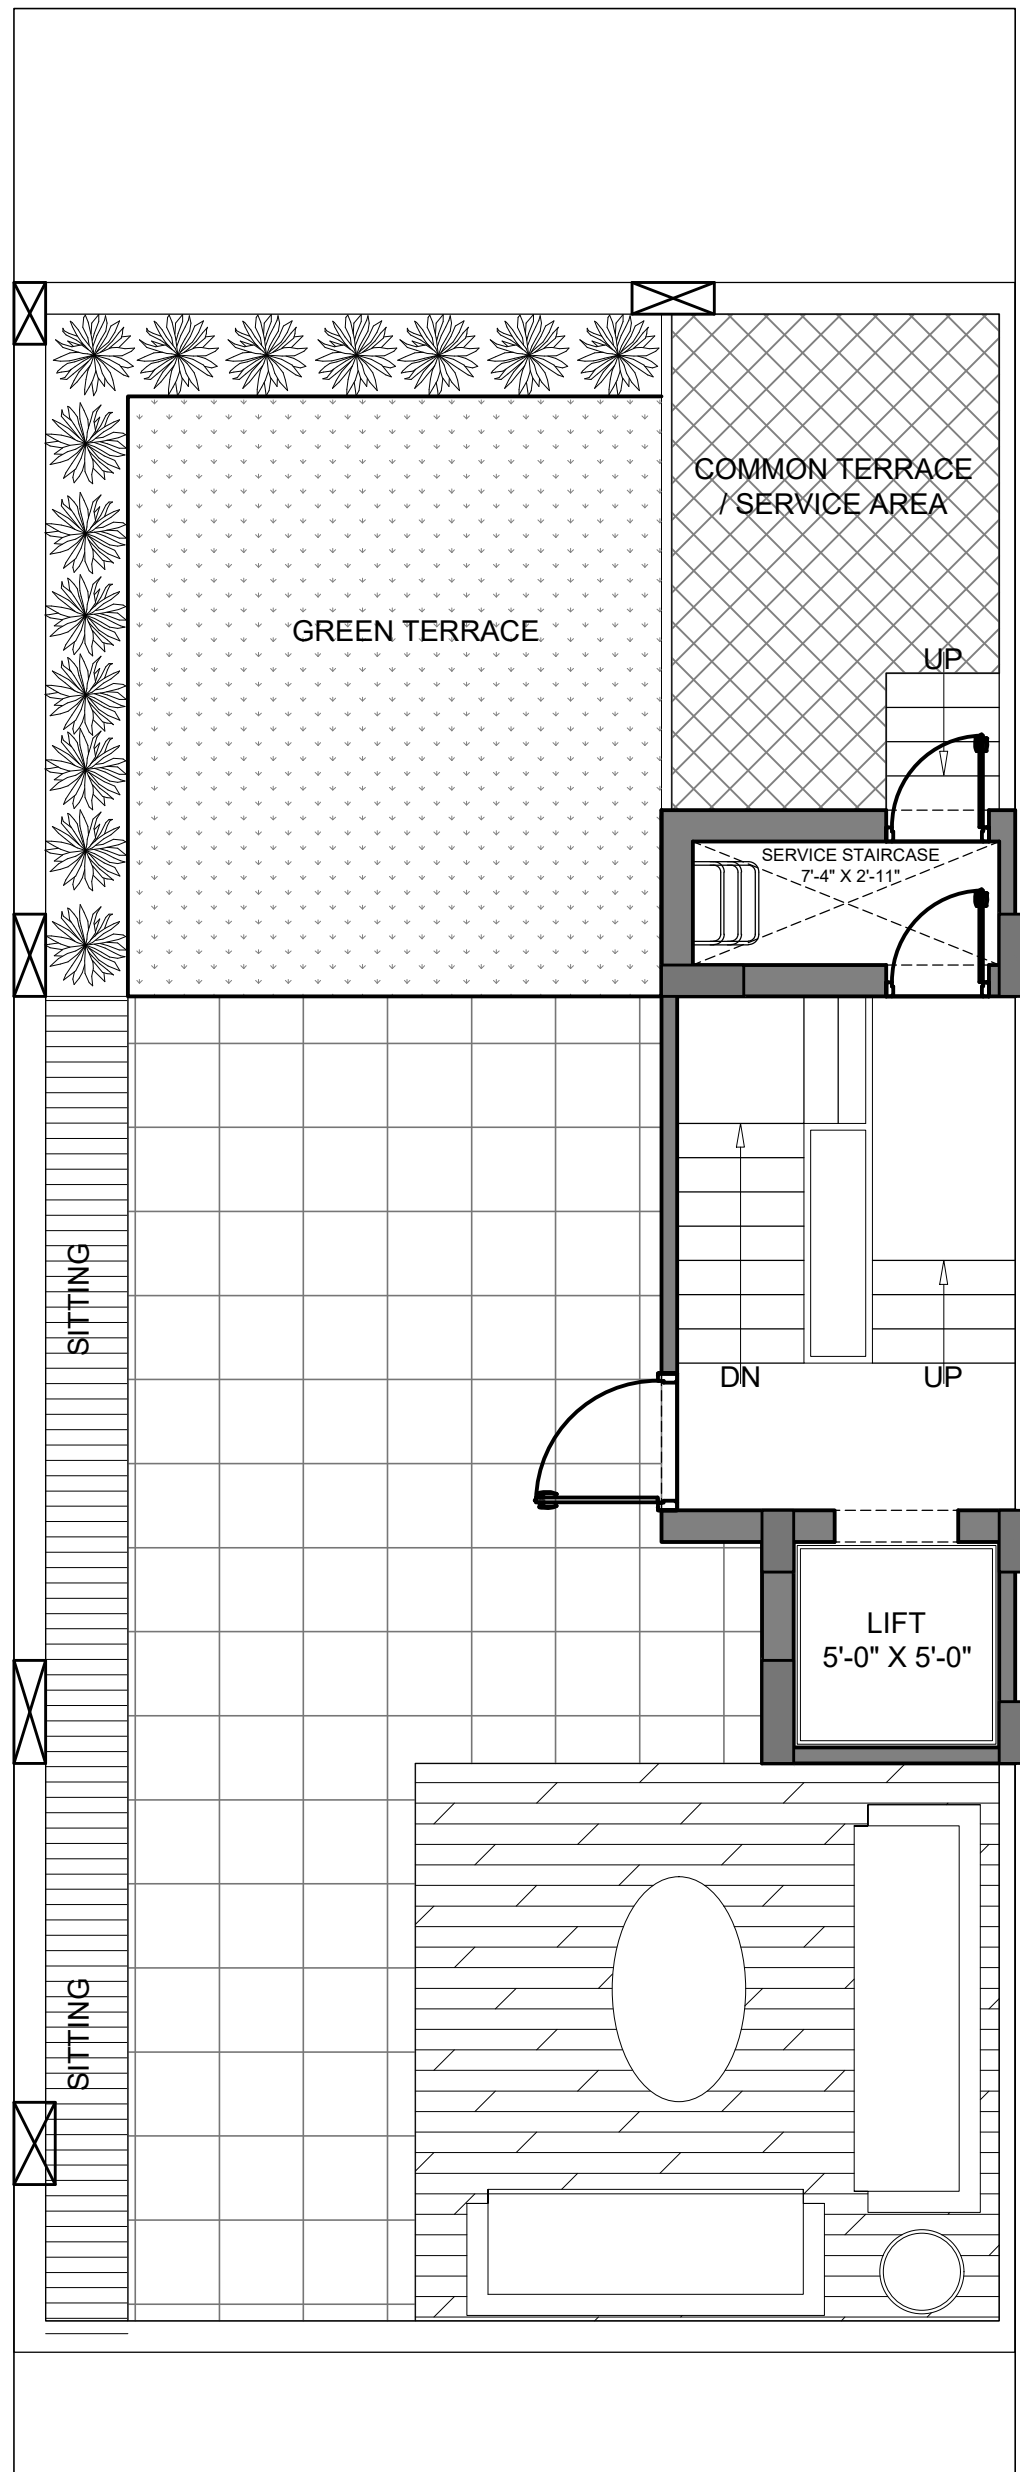 COMMON TERRACE
/ SERVICE AREA
GREEN TERRACE
UP
SERVICE STAIRCASE
7'-4" X 2'-11"
SITTING
DN
UP
LIFT
5'-0" X 5'-0"
SITTING